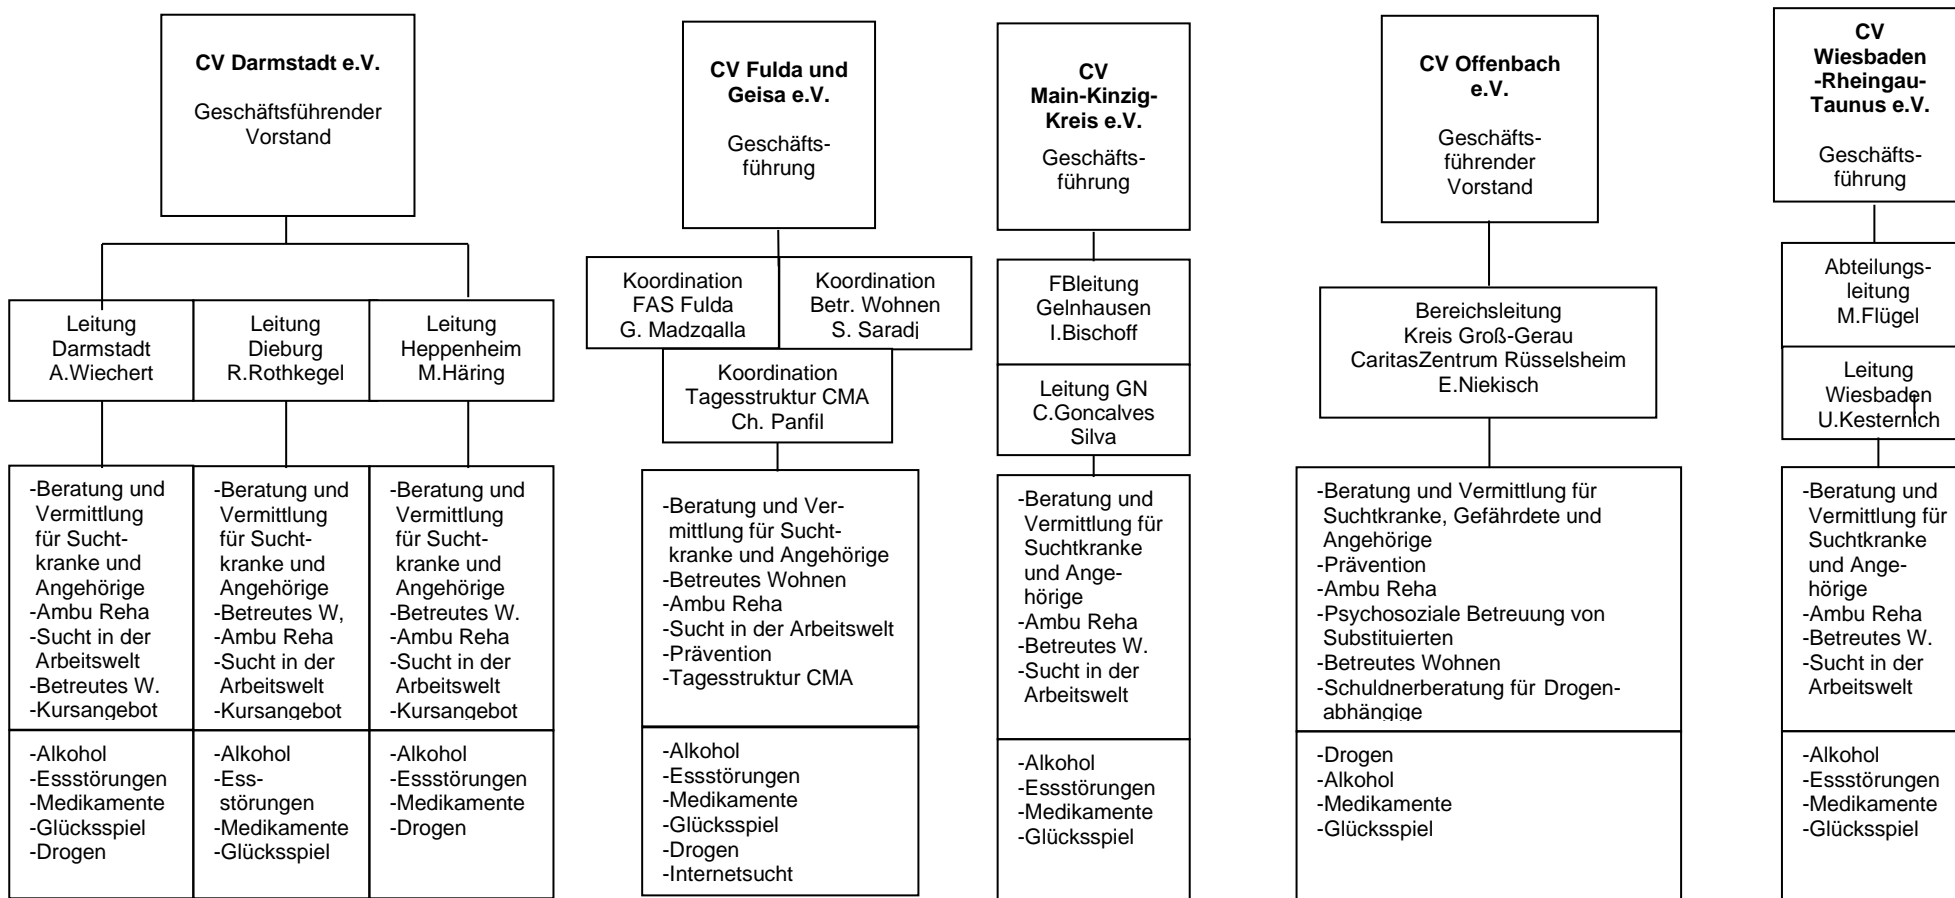 CV Darmstadt e.V.
Geschäftsführender
Vorstand
Leitung
Darmstadt
A.Wiechert
Leitung
Dieburg
R.Rothkegel
Leitung
Heppenheim
M.Häring
-Beratung und
Vermittlung
für Sucht-
kranke und
Angehörige
-Ambu Reha
-Sucht in der
Arbeitswelt
-Betreutes W.
-Kursangebot
-Beratung und
Vermittlung
für Sucht-
kranke und
Angehörige
-Betreutes W,
-Ambu Reha
-Sucht in der
Arbeitswelt
-Kursangebot
-Beratung und
Vermittlung
für Sucht-
kranke und
Angehörige
-Betreutes W.
-Ambu Reha
-Sucht in der
Arbeitswelt
-Kursangebot
-Alkohol
-Essstörungen
-Medikamente
-Glücksspiel
-Drogen
-Alkohol
-Ess-
störungen
-Medikamente
-Glücksspiel
-Alkohol
-Essstörungen
-Medikamente
-Drogen
CV Fulda und
Geisa e.V.
Geschäfts-
führung
Koordination
FAS Fulda
G. Madzgalla
Koordination
Betr. Wohnen
S. Saradj
Koordination
Tagesstruktur CMA
Ch. Panfil
-Beratung und Ver-
mittlung für Sucht-
kranke und Angehörige
-Betreutes Wohnen
-Ambu Reha
-Sucht in der Arbeitswelt
-Prävention
-Tagesstruktur CMA
-Alkohol
-Essstörungen
-Medikamente
-Glücksspiel
-Drogen
-Internetsucht
CV
Main-Kinzig-
Kreis e.V.
Geschäfts-
führung
FBleitung
Gelnhausen
I.Bischoff
Leitung GN
C.Goncalves
Silva
-Beratung und
Vermittlung für
Suchtkranke
und Ange-
hörige
-Ambu Reha
-Betreutes W.
-Sucht in der
Arbeitswelt
-Alkohol
-Essstörungen
-Medikamente
-Glücksspiel
CV Offenbach
e.V.
Geschäfts-
führender
Vorstand
Bereichsleitung
Kreis Groß-Gerau
CaritasZentrum Rüsselsheim
E.Niekisch
-Beratung und Vermittlung für
Suchtkranke, Gefährdete und
Angehörige
-Prävention
-Ambu Reha
-Psychosoziale Betreuung von
Substituierten
-Betreutes Wohnen
-Schuldnerberatung für Drogen-
abhängige
-Drogen
-Alkohol
-Medikamente
-Glücksspiel
CV
Wiesbaden
-Rheingau-
Taunus e.V.
Geschäfts-
führung
Abteilungs-
leitung
M.Flügel
Leitung
Wiesbaden
U.Kesternich
-Beratung und
Vermittlung für
Suchtkranke
und Ange-
hörige
-Ambu Reha
-Betreutes W.
-Sucht in der
Arbeitswelt
-Alkohol
-Essstörungen
-Medikamente
-Glücksspiel